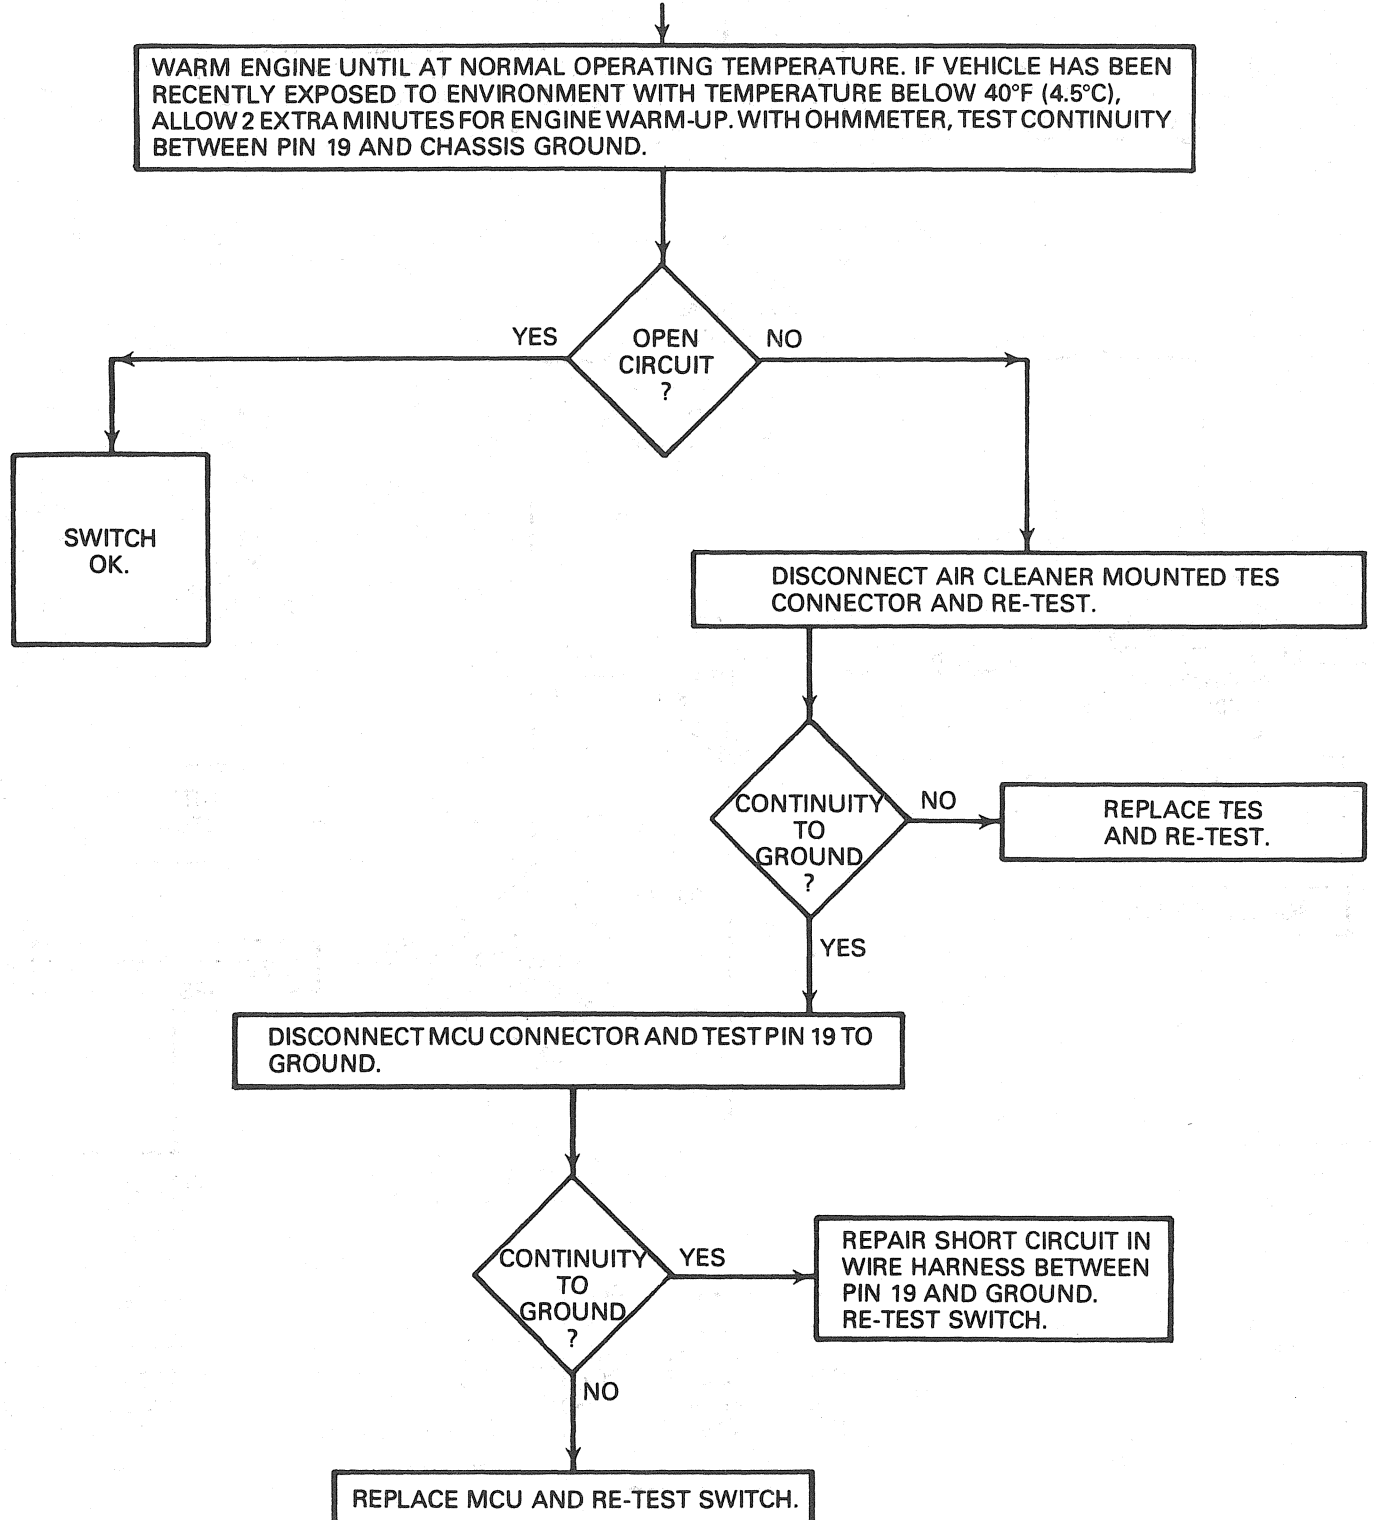 WARM ENGINE UNTIL AT NORMAL OPERATING TEMPERATURE. IF VEHICLE HAS BEEN
RECENTLY EXPOSED TO ENVIRONMENT WITH TEMPERATURE BELOW 40°F (4.5°C),
ALLOW 2 EXTRA MINUTES FOR ENGINE WARM-UP. WITH OHMMETER, TEST CONTINUITY
BETWEEN PIN 19 AND CHASSIS GROUND.
YES
OPEN
CIRCUIT
?
NO
SWITCH
OK.
DISCONNECT AIR CLEANER MOUNTED TES
CONNECTOR AND RE-TEST.
CONTINUITY
TO
GROUND
?
NO
REPLACE TES
AND RE-TEST.
YES
DISCONNECT MCU CONNECTOR AND TEST PIN 19 TO
GROUND.
CONTINUITY
TO
GROUND
?
YES
REPAIR SHORT CIRCUIT IN
WIRE HARNESS BETWEEN
PIN 19 AND GROUND.
RE-TEST SWITCH.
NO
REPLACE MCU AND RE-TEST SWITCH.